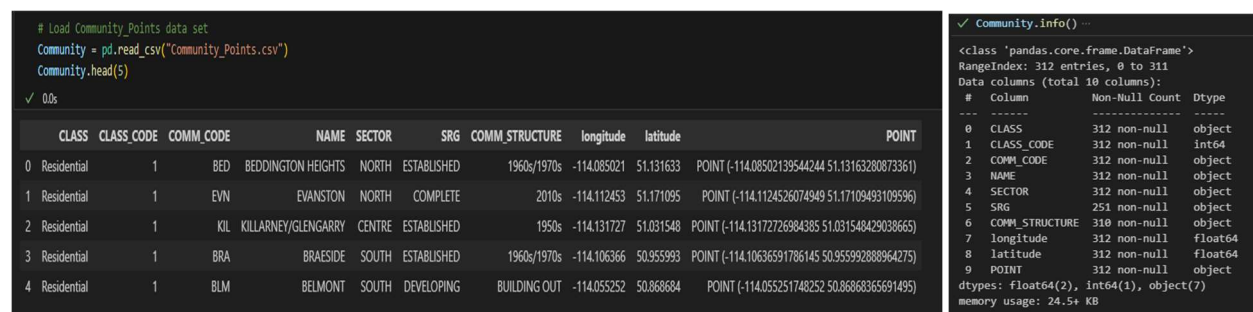 # Load Community_Points data set
Community = pd.read_csv("Community_Points.csv")
Community.head(5)
✓ 0.0s
CLASS CLASS_CODE COMM_CODE NAME SECTOR SRG COMM_STRUCTURE longitude latitude POINT
0 Residential 1 BED BEDDINGTON HEIGHTS NORTH ESTABLISHED 1960s/1970s -114.085021 51.131633 POINT (-114.08502139544244 51.13163280873361)
1 Residential 1 EVN EVANSTON NORTH COMPLETE 2010s -114.112453 51.171095 POINT (-114.1124526074949 51.17109493109596)
2 Residential 1 KIL KILLARNEY/GLENGARRY CENTRE ESTABLISHED 1950s -114.131727 51.031548 POINT (-114.13172726984385 51.031548429038665)
3 Residential 1 BRA BRAESIDE SOUTH ESTABLISHED 1960s/1970s -114.106366 50.955993 POINT (-114.10636591786145 50.955992888964275)
4 Residential 1 BLM BELMONT SOUTH DEVELOPING BUILDING OUT -114.055252 50.868684 POINT (-114.055251748252 50.86868365691495)
✓ Community.info() ...
<class 'pandas.core.frame.DataFrame'>
RangeIndex: 312 entries, 0 to 311
Data columns (total 10 columns):
# Column Non-Null Count Dtype
--- ------ -------------- -----
0 CLASS 312 non-null object
1 CLASS_CODE 312 non-null int64
2 COMM_CODE 312 non-null object
3 NAME 312 non-null object
4 SECTOR 312 non-null object
5 SRG 251 non-null object
6 COMM_STRUCTURE 310 non-null object
7 longitude 312 non-null float64
8 latitude 312 non-null float64
9 POINT 312 non-null object
dtypes: float64(2), int64(1), object(7)
memory usage: 24.5+ KB